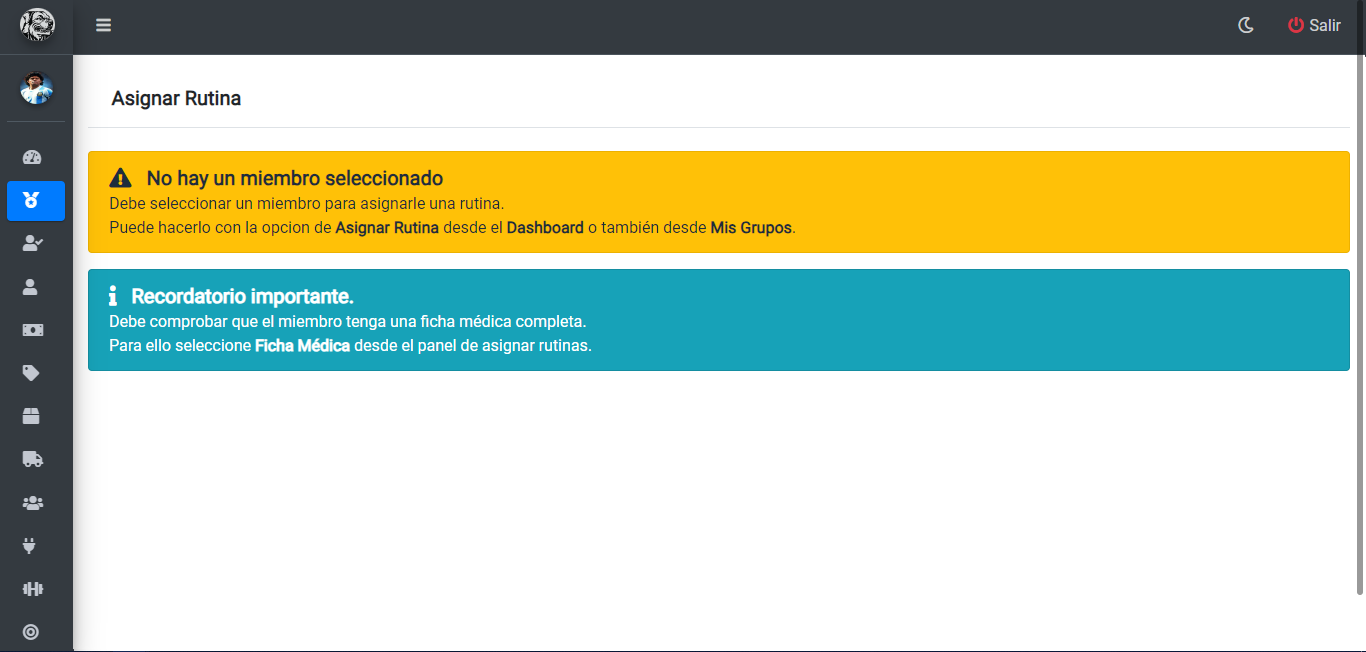 Salir
Asignar Rutina
No hay un miembro seleccionado
Debe seleccionar un miembro para asignarle una rutina.
Puede hacerlo con la opcion de Asignar Rutina desde el Dashboard o también desde Mis Grupos.
Recordatorio importante.
Debe comprobar que el miembro tenga una ficha médica completa.
Para ello seleccione Ficha Médica desde el panel de asignar rutinas.